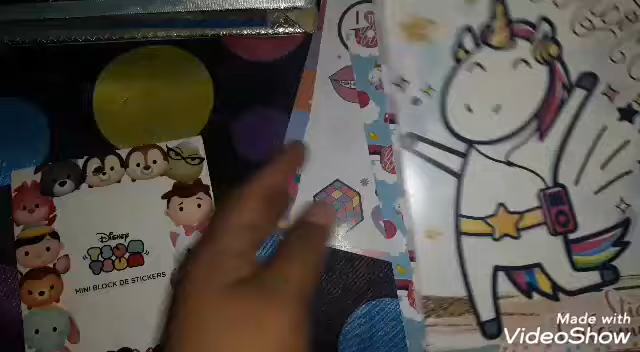 Disney
TSUM
TSUM
MINI BLOCK DE STICKERS
Made with
VideoShow